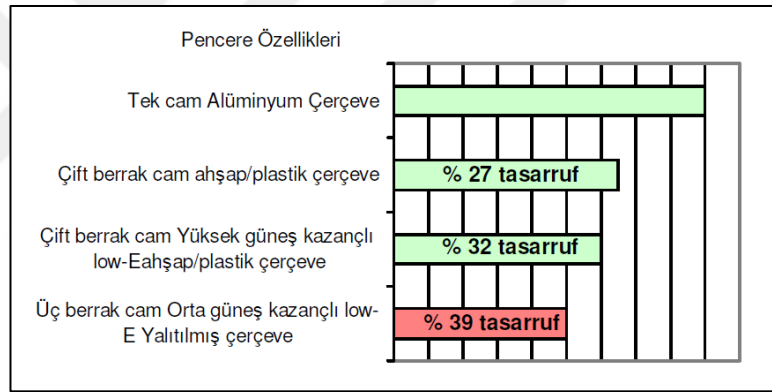 Pencere Özellikleri
Tek cam Alüminyum Çerçeve
Çift berrak cam ahşap/plastik çerçeve
% 27 tasarruf
Çift berrak cam Yüksek güneş kazançlı
low-Eahşap/plastik çerçeve
% 32 tasarruf
Üç berrak cam Orta güneş kazançlı low-
E Yalıtılmış çerçeve
% 39 tasarruf